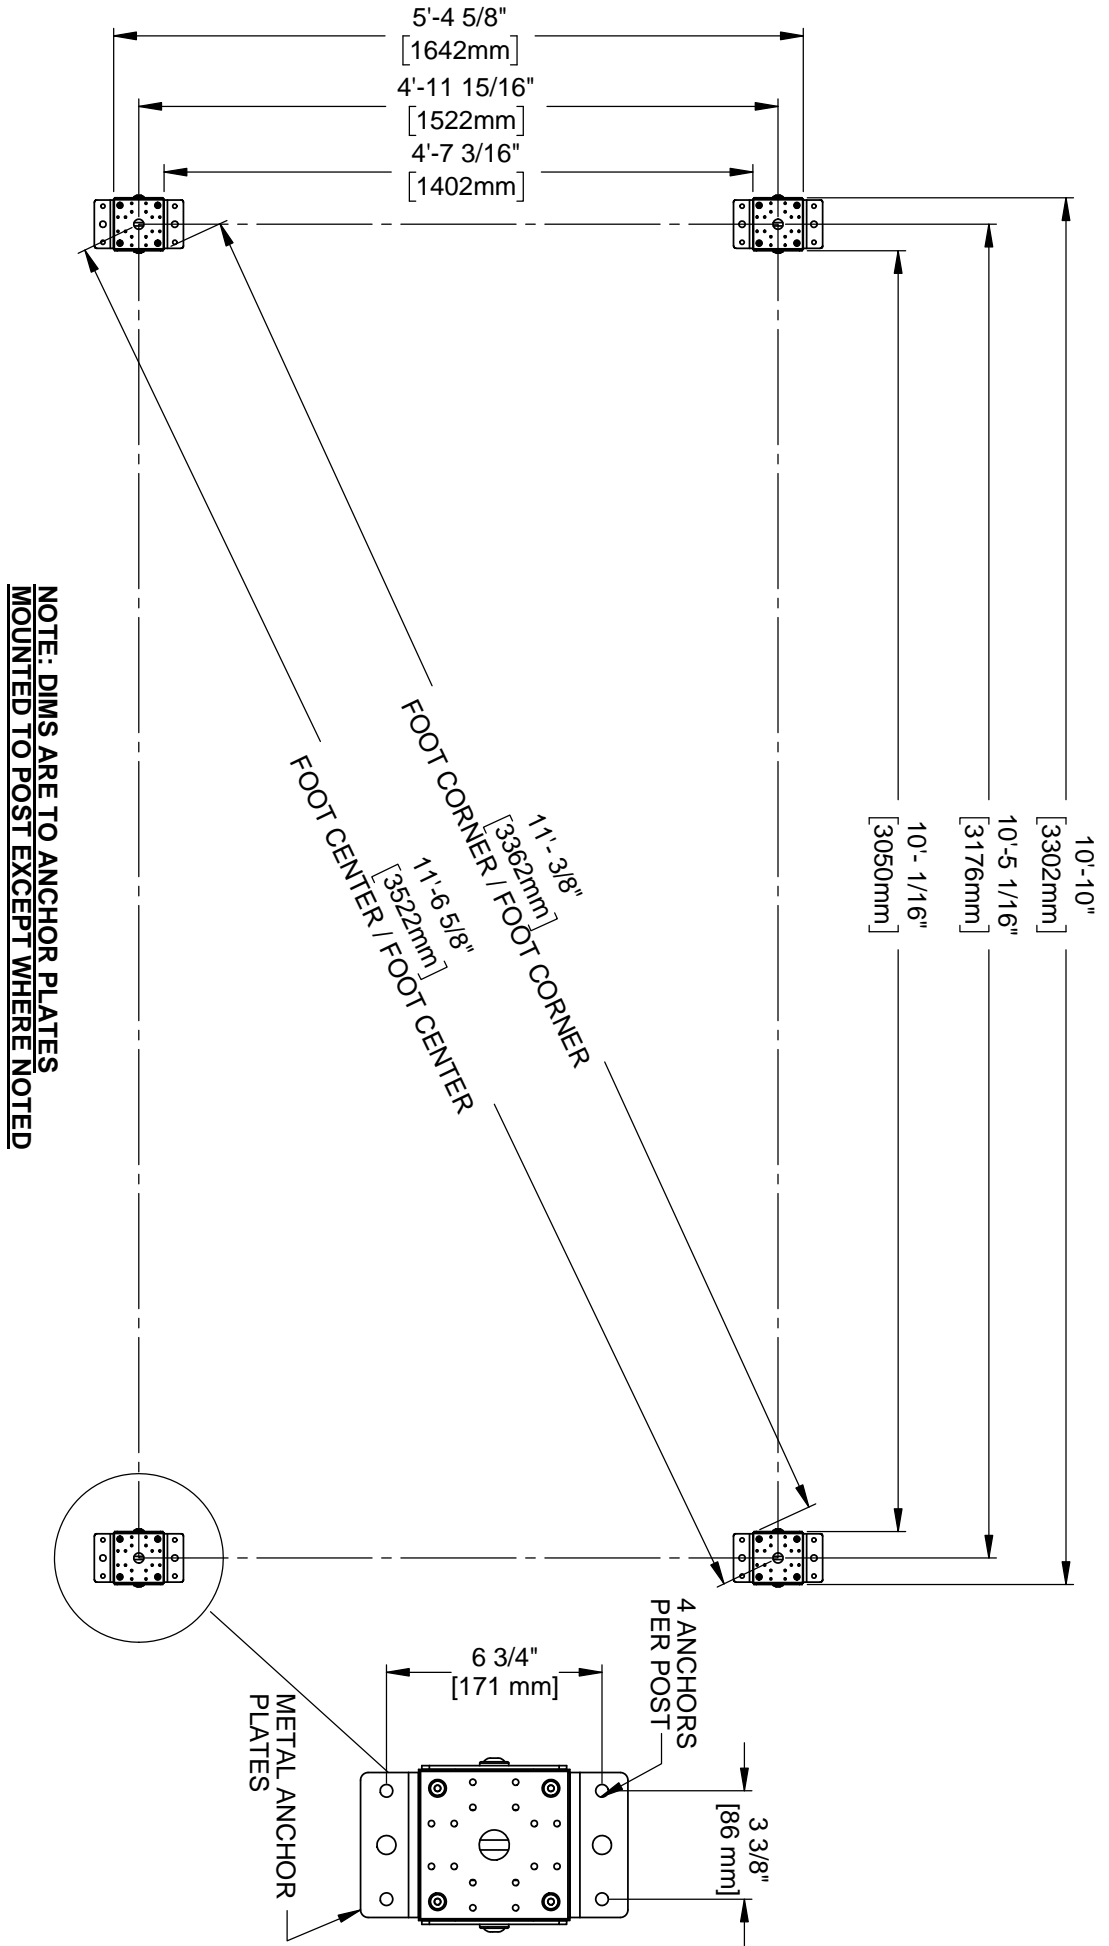 5'-4 5/8"
[1642mm]
4'-11 15/16"
[1522mm]
4'-7 3/16"
[1402mm]
10'-10"
[3302mm]
10'-5 1/16"
[3176mm]
10'- 1/16"
[3050mm]
11'- 3/8"
[3362mm]
FOOT CORNER / FOOT CORNER
11'-6 5/8"
[3522mm]
FOOT CENTER / FOOT CENTER
NOTE: DIMS ARE TO ANCHOR PLATES
MOUNTED TO POST EXCEPT WHERE NOTED
4 ANCHORS
PER POST
6 3/4"
[171 mm]
3 3/8"
[86 mm]
METAL ANCHOR
PLATES